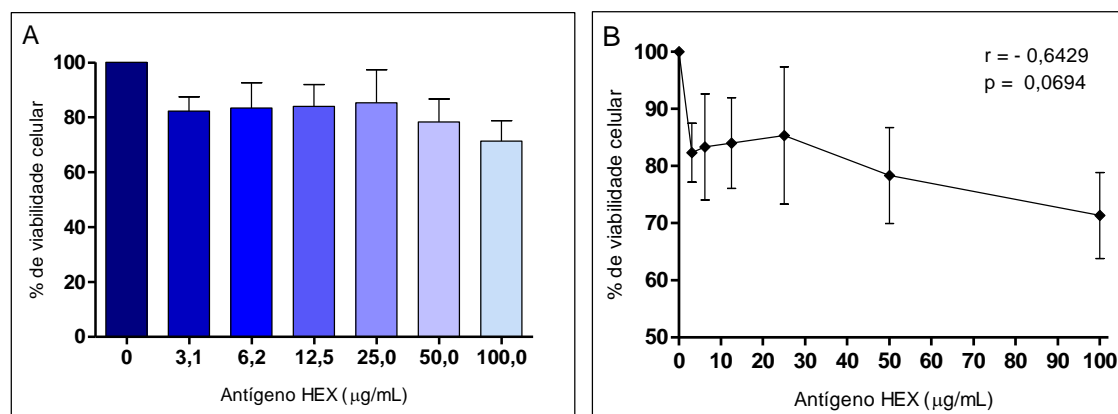 A
% de viabilidade celular
100
80
60
40
20
0
0 3,1 6,2 12,5 25,0 50,0 100,0
Antígeno HEX (μg/mL)
B
r = - 0,6429
p = 0,0694
% de viabilidade celular
100
90
80
70
60
50
0 10 20 30 40 50 60 70 80 90 100
Antígeno HEX (μg/mL)